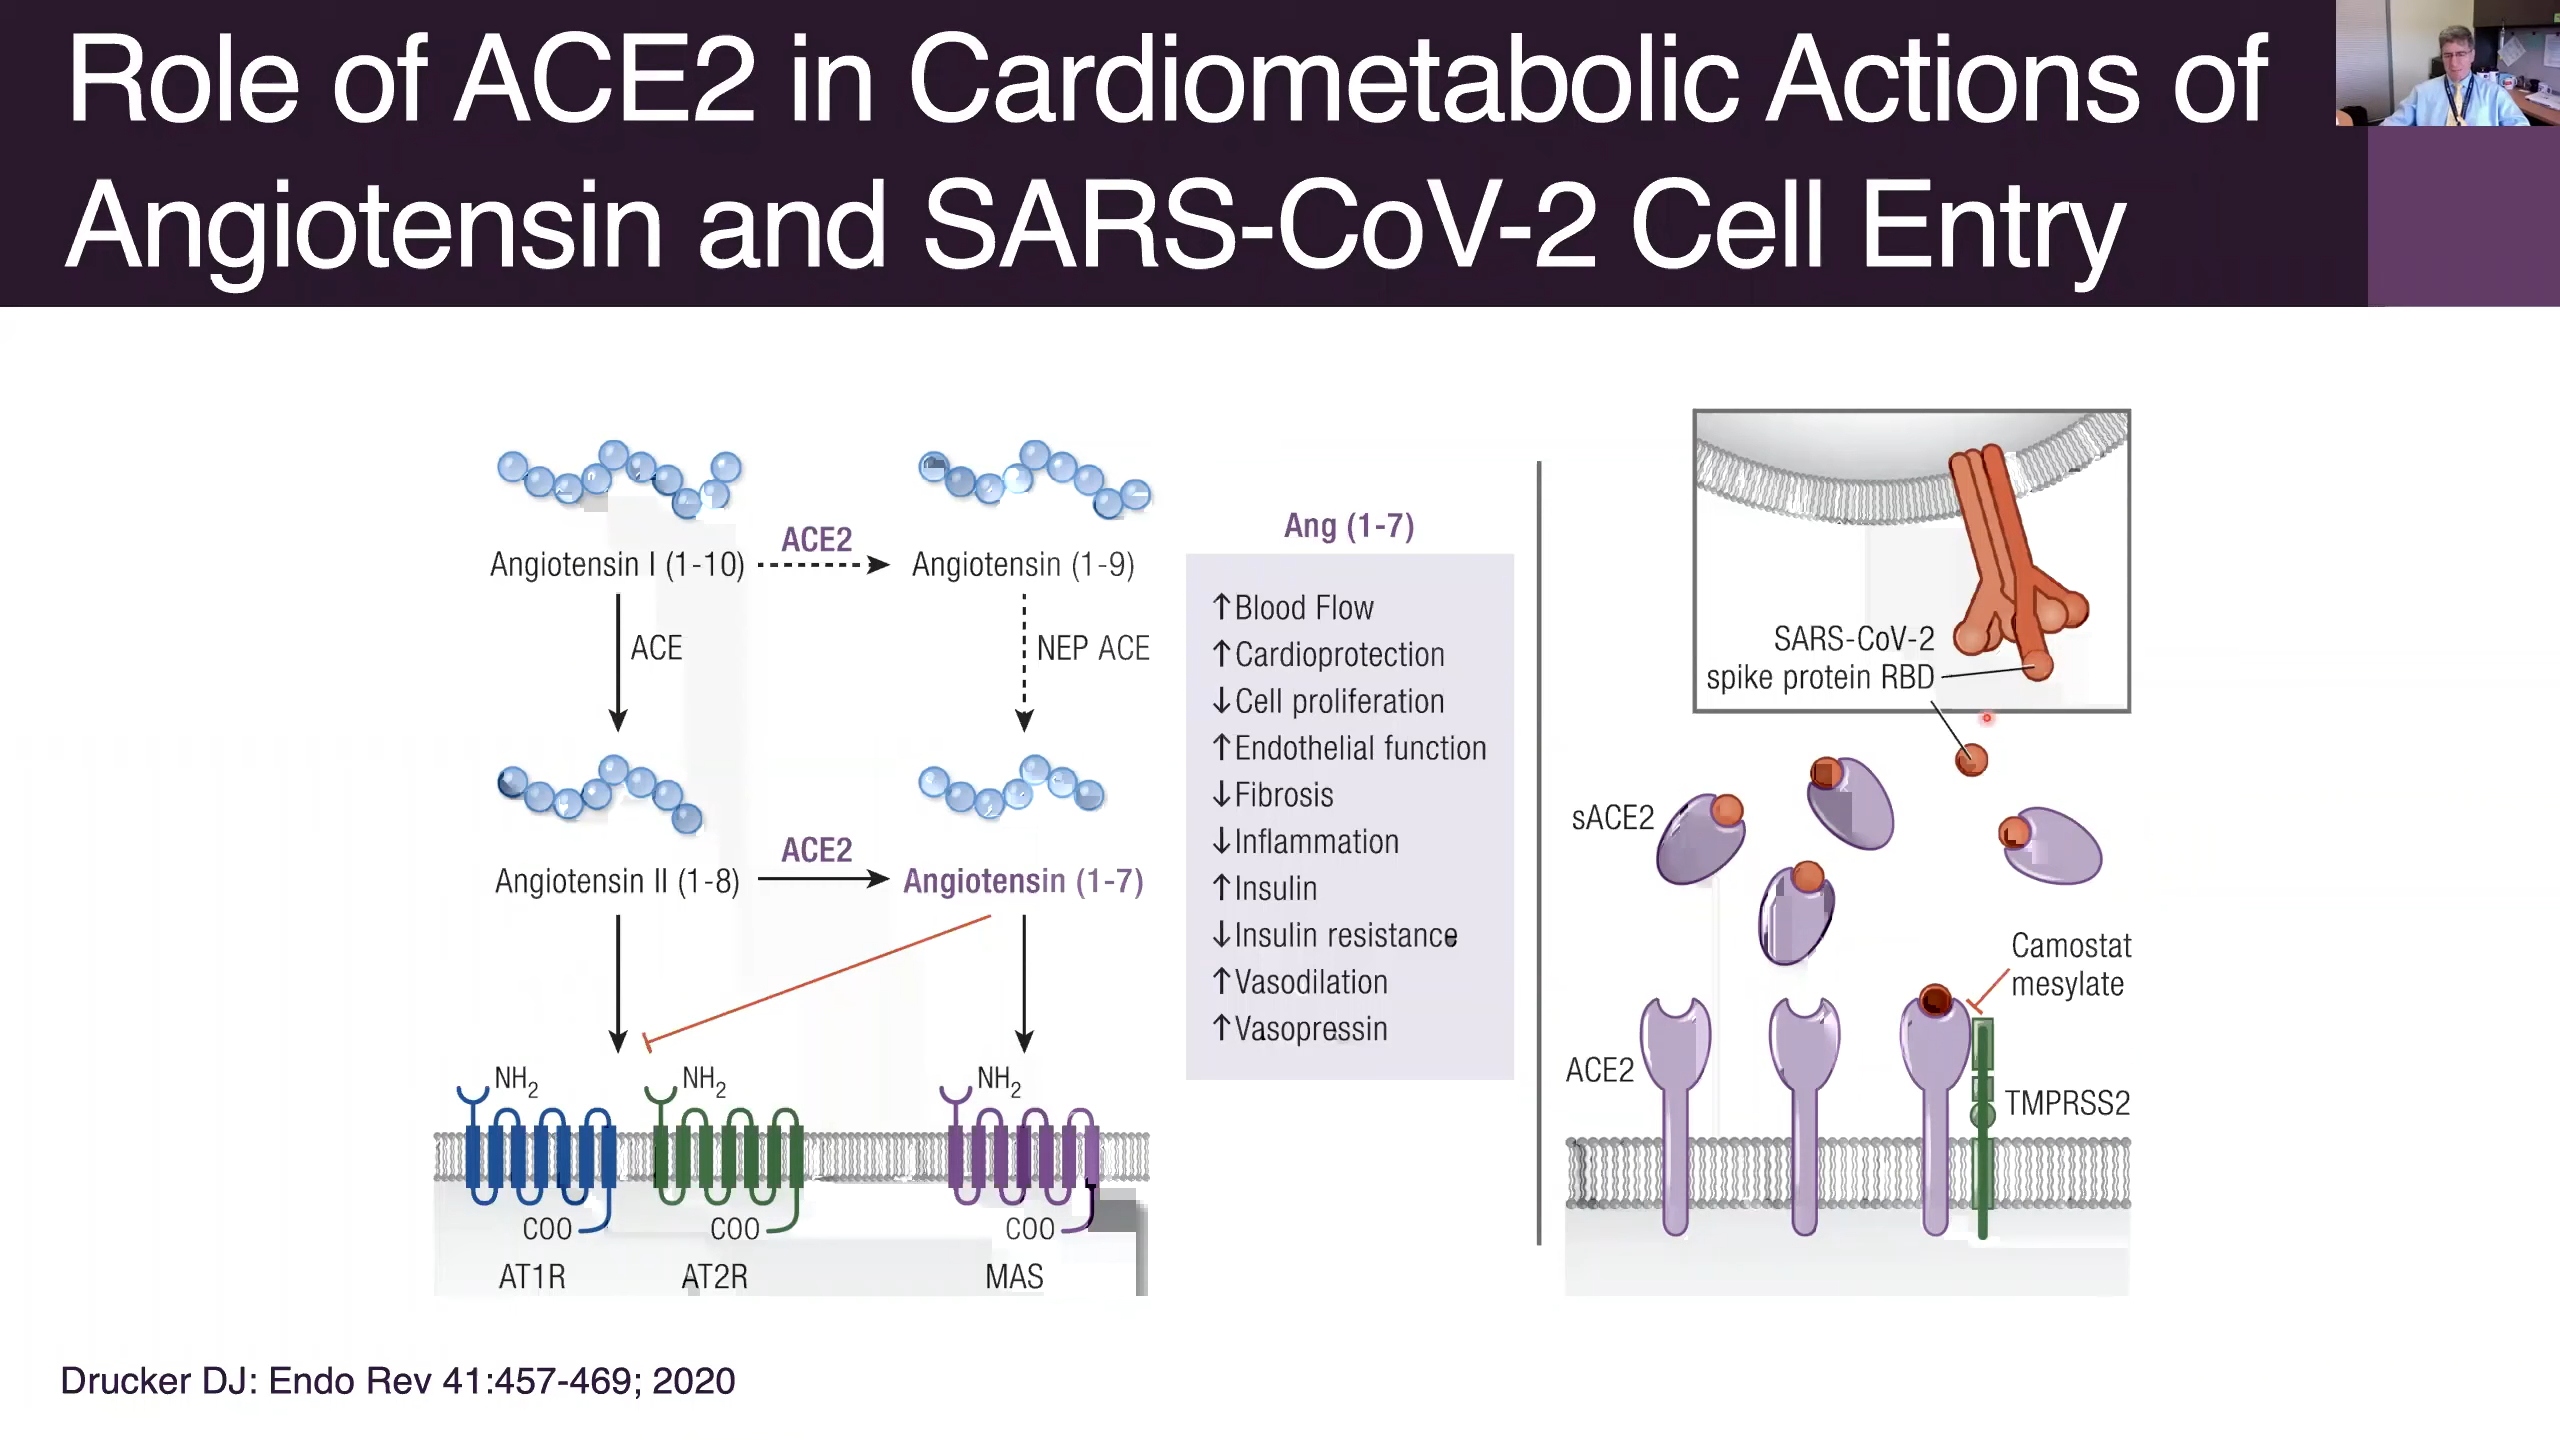 Role of ACE2 in Cardiometabolic Actions of
Angiotensin and SARS-CoV-2 Cell Entry
Angiotensin I (1-10)
ACE2
Angiotensin (1-9)
ACE
NEP ACE
Angiotensin II (1-8)
ACE2
Angiotensin (1-7)
NH2
NH2
NH2
COO
COO
COO
AT1R
AT2R
MAS
Ang (1-7)
↑Blood Flow
↑Cardioprotection
↓Cell proliferation
↑Endothelial function
↓Fibrosis
↓Inflammation
↑Insulin
↓Insulin resistance
↑Vasodilation
↑Vasopressin
SARS-CoV-2
spike protein RBD
sACE2
Camostat
mesylate
ACE2
TMPRSS2
Drucker DJ: Endo Rev 41:457-469; 2020